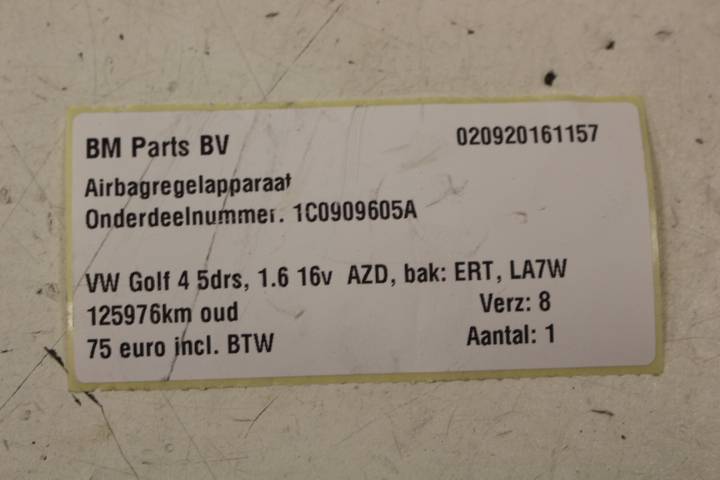 BM Parts BV 020920161157
Airbagregelapparaat
Onderdeelnummer. 1C0909605A
VW Golf 4 5drs, 1.6 16v AZD, bak: ERT, LA7W
125976km oud Verz: 8
75 euro incl. BTW Aantal: 1